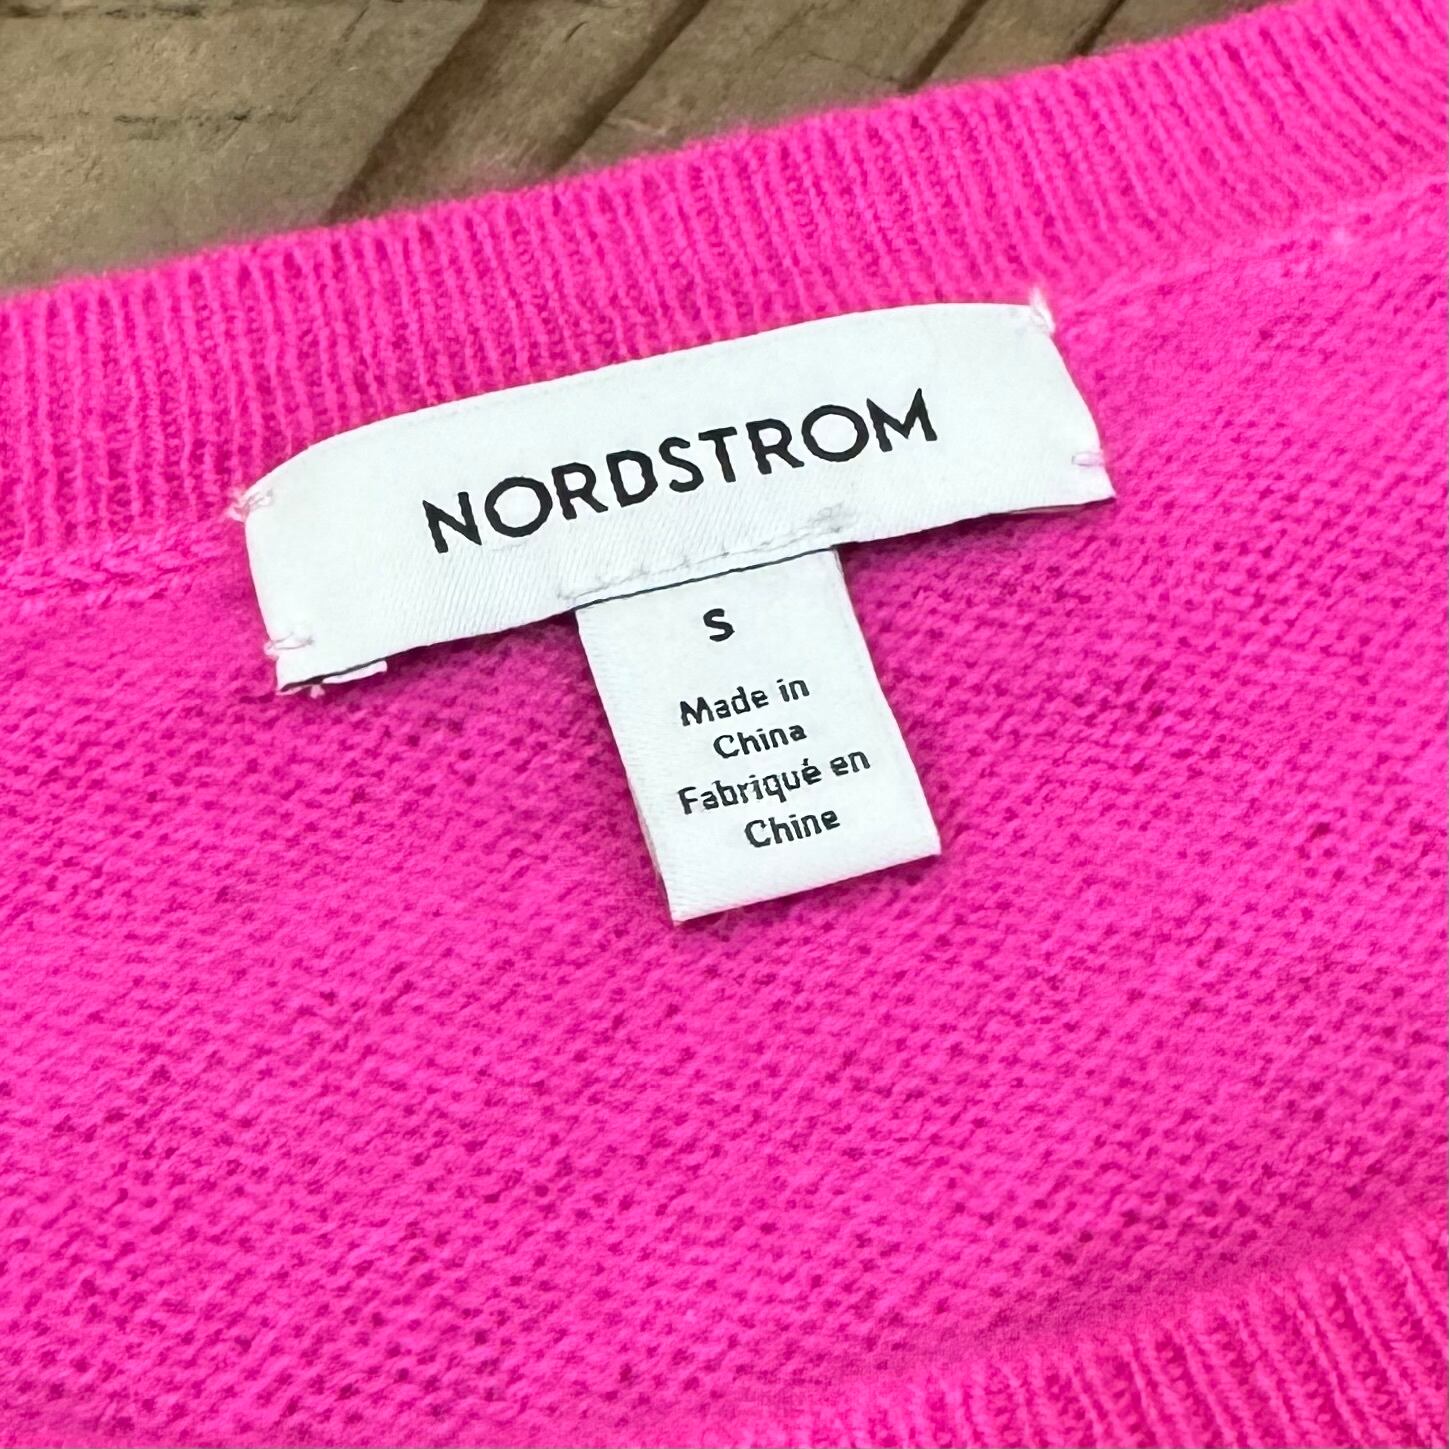 NORDSTROM
S
Made in
China
Fabriqué en
Chine